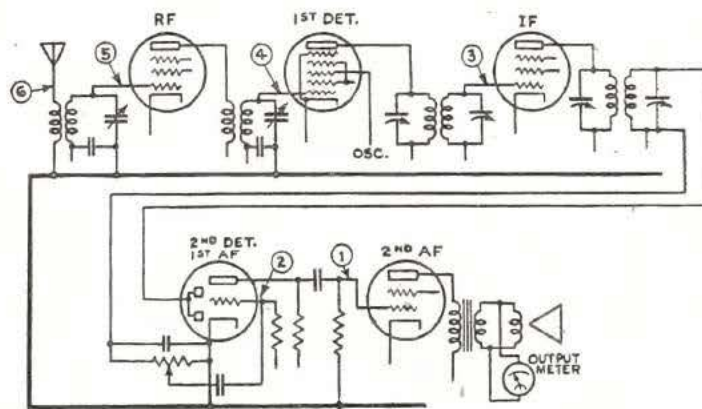 RF
1ST DET.
IF
5
4
3
6
OSC.
2ND DET.
1ST AF
2
1
2ND AF
OUTPUT
METER